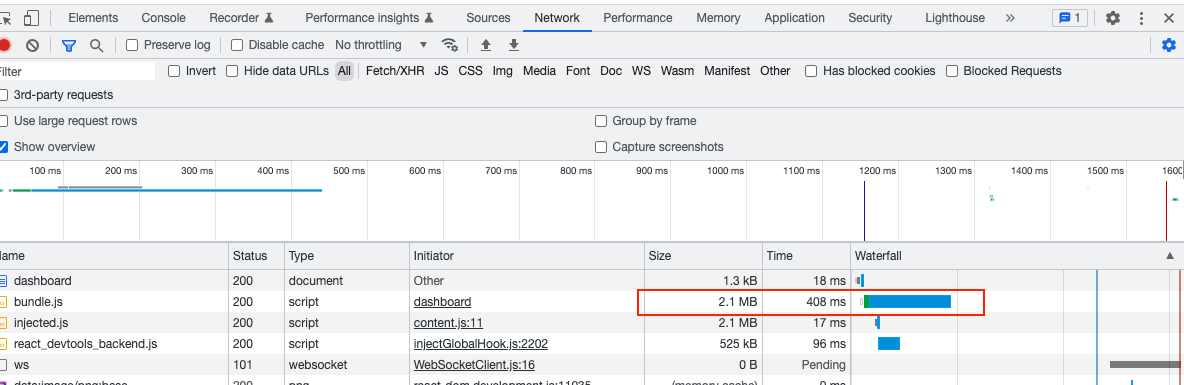 Elements Console Recorder Performance insights Sources Network Performance Memory Application Security Lighthouse » 1
Preserve log Disable cache No throttling
Filter Invert Hide data URLs All Fetch/XHR JS CSS Img Media Font Doc WS Wasm Manifest Other Has blocked cookies Blocked Requests
3rd-party requests
Use large request rows Group by frame
Show overview Capture screenshots
100 ms 200 ms 300 ms 400 ms 500 ms 600 ms 700 ms 800 ms 900 ms 1000 ms 1100 ms 1200 ms 1300 ms 1400 ms 1500 ms 1600
ame Status Type Initiator Size Time Waterfall
dashboard 200 document Other 1.3 kB 18 ms
bundle.js 200 script dashboard 2.1 MB 408 ms
injected.js 200 script content.js:11 2.1 MB 17 ms
react_devtools_backend.js 200 script injectGlobalHook.js:2202 525 kB 96 ms
ws 101 websocket WebSocketClient.js:16 0 B Pending
data:image/png;base 200 png react-dom.development.js:11035 (memory cache) 0 ms